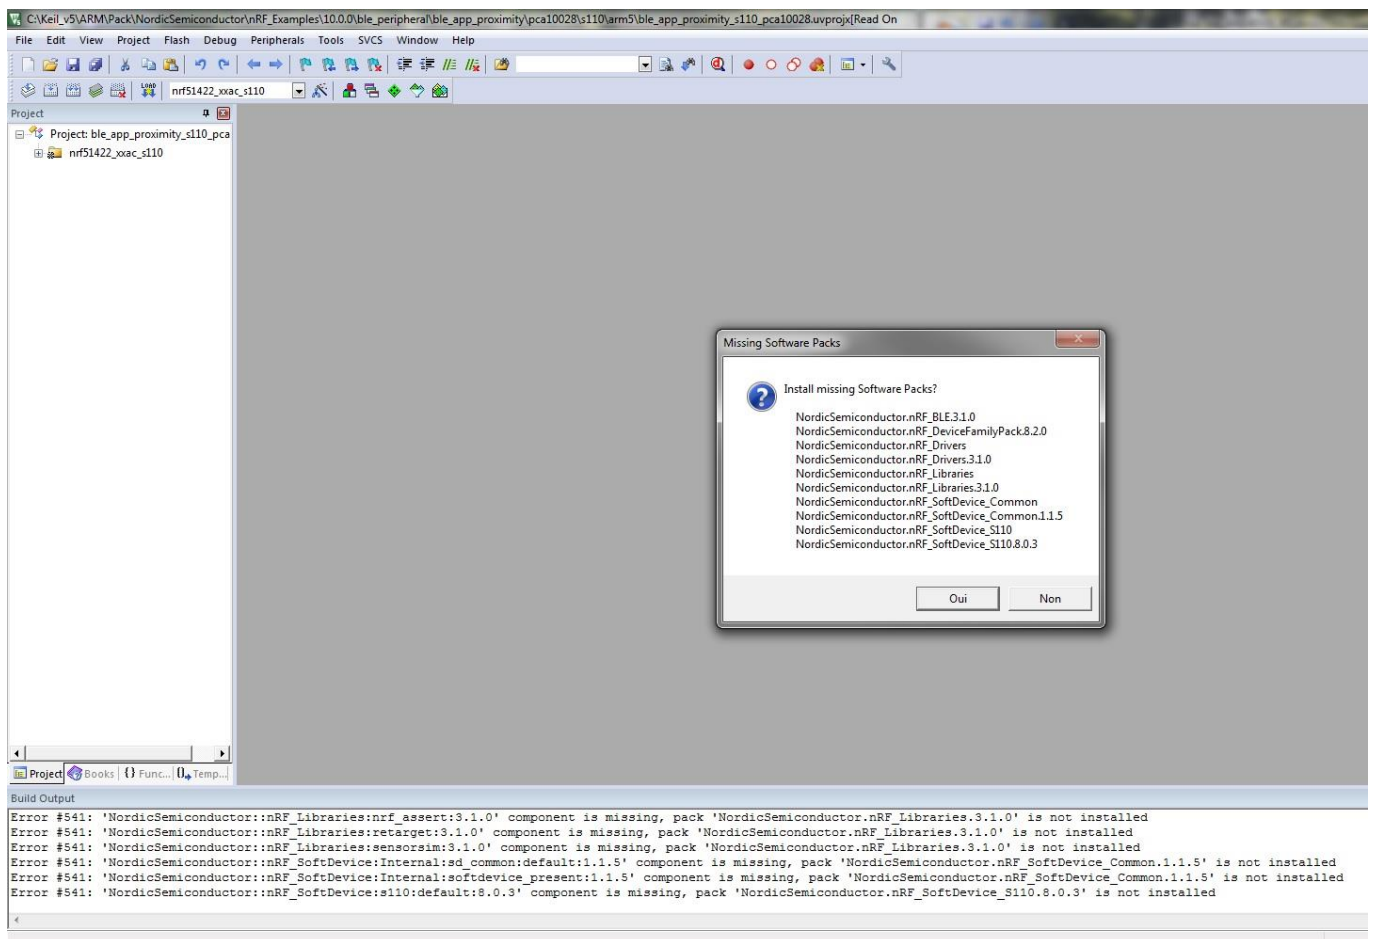 C:\Keil_v5\ARM\Pack\NordicSemiconductor\nRF_Examples\10.0.0\ble_peripheral\ble_app_proximity\pca10028\s110\arm5\ble_app_proximity_s110_pca10028.uvprojx[Read On
File Edit View Project Flash Debug Peripherals Tools SVCS Window Help
LOAD nrf51422_xxac_s110
Project
Project: ble_app_proximity_s110_pca
nrf51422_xxac_s110
Missing Software Packs
Install missing Software Packs?
NordicSemiconductor.nRF_BLE.3.1.0
NordicSemiconductor.nRF_DeviceFamilyPack.8.2.0
NordicSemiconductor.nRF_Drivers
NordicSemiconductor.nRF_Drivers.3.1.0
NordicSemiconductor.nRF_Libraries
NordicSemiconductor.nRF_Libraries.3.1.0
NordicSemiconductor.nRF_SoftDevice_Common
NordicSemiconductor.nRF_SoftDevice_Common.1.1.5
NordicSemiconductor.nRF_SoftDevice_S110
NordicSemiconductor.nRF_SoftDevice_S110.8.0.3
Oui Non
Project Books {} Func... Temp...
Build Output
Error #541: 'NordicSemiconductor::nRF_Libraries:nrf_assert:3.1.0' component is missing, pack 'NordicSemiconductor.nRF_Libraries.3.1.0' is not installed
Error #541: 'NordicSemiconductor::nRF_Libraries:retarget:3.1.0' component is missing, pack 'NordicSemiconductor.nRF_Libraries.3.1.0' is not installed
Error #541: 'NordicSemiconductor::nRF_Libraries:sensorsim:3.1.0' component is missing, pack 'NordicSemiconductor.nRF_Libraries.3.1.0' is not installed
Error #541: 'NordicSemiconductor::nRF_SoftDevice:Internal:sd_common:default:1.1.5' component is missing, pack 'NordicSemiconductor.nRF_SoftDevice_Common.1.1.5' is not installed
Error #541: 'NordicSemiconductor::nRF_SoftDevice:Internal:softdevice_present:1.1.5' component is missing, pack 'NordicSemiconductor.nRF_SoftDevice_Common.1.1.5' is not installed
Error #541: 'NordicSemiconductor::nRF_SoftDevice:s110:default:8.0.3' component is missing, pack 'NordicSemiconductor.nRF_SoftDevice_S110.8.0.3' is not installed